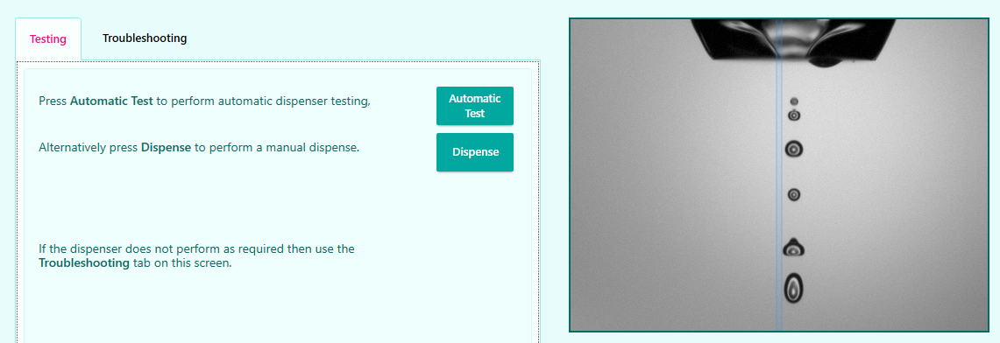 Testing
Troubleshooting
Press Automatic Test to perform automatic dispenser testing,
Automatic
Test
Alternatively press Dispense to perform a manual dispense.
Dispense
If the dispenser does not perform as required then use the
Troubleshooting tab on this screen.